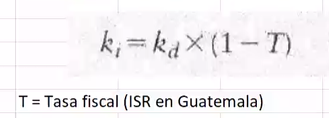 kᵢ = k_d × (1 − T)
T = Tasa fiscal (ISR en Guatemala)